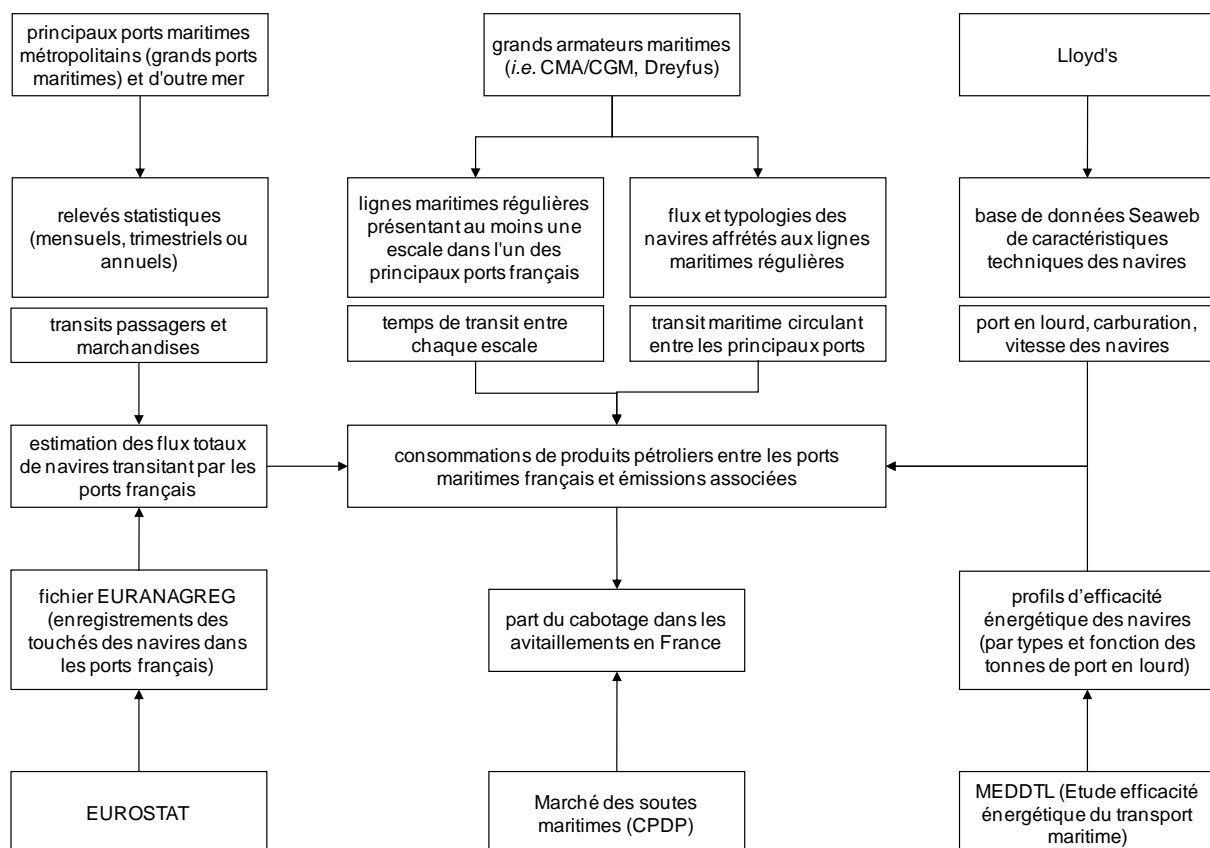 principaux ports maritimes
métropolitains (grands ports
maritimes) et d'outre mer
grands armateurs maritimes
(i.e. CMA/CGM, Dreyfus)
Lloyd's
relevés statistiques
(mensuels, trimestriels ou
annuels)
lignes maritimes régulières
présentant au moins une
escale dans l'un des
principaux ports français
flux et typologies des
navires affrétés aux lignes
maritimes régulières
base de données Seaweb
de caractéristiques
techniques des navires
transits passagers et
marchandises
temps de transit entre
chaque escale
transit maritime circulant
entre les principaux ports
port en lourd, carburation,
vitesse des navires
estimation des flux totaux
de navires transitant par les
ports français
consommations de produits pétroliers entre les ports
maritimes français et émissions associées
fichier EURANAGREG
(enregistrements des
touchés des navires dans
les ports français)
part du cabotage dans les
avitaillements en France
profils d’efficacité
énergétique des navires
(par types et fonction des
tonnes de port en lourd)
EUROSTAT
Marché des soutes
maritimes (CPDP)
MEDDTL (Etude efficacité
énergétique du transport
maritime)